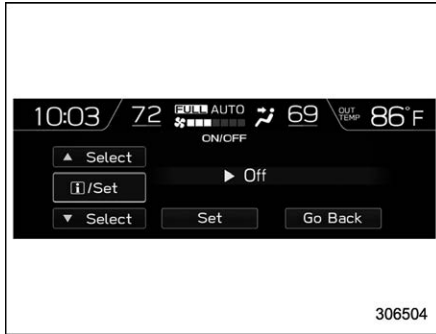 10:03 72 FULL AUTO 69 OUT TEMP 86°F
ON/OFF
▲ Select
i/Set
▶ Off
▼ Select Set Go Back
306504